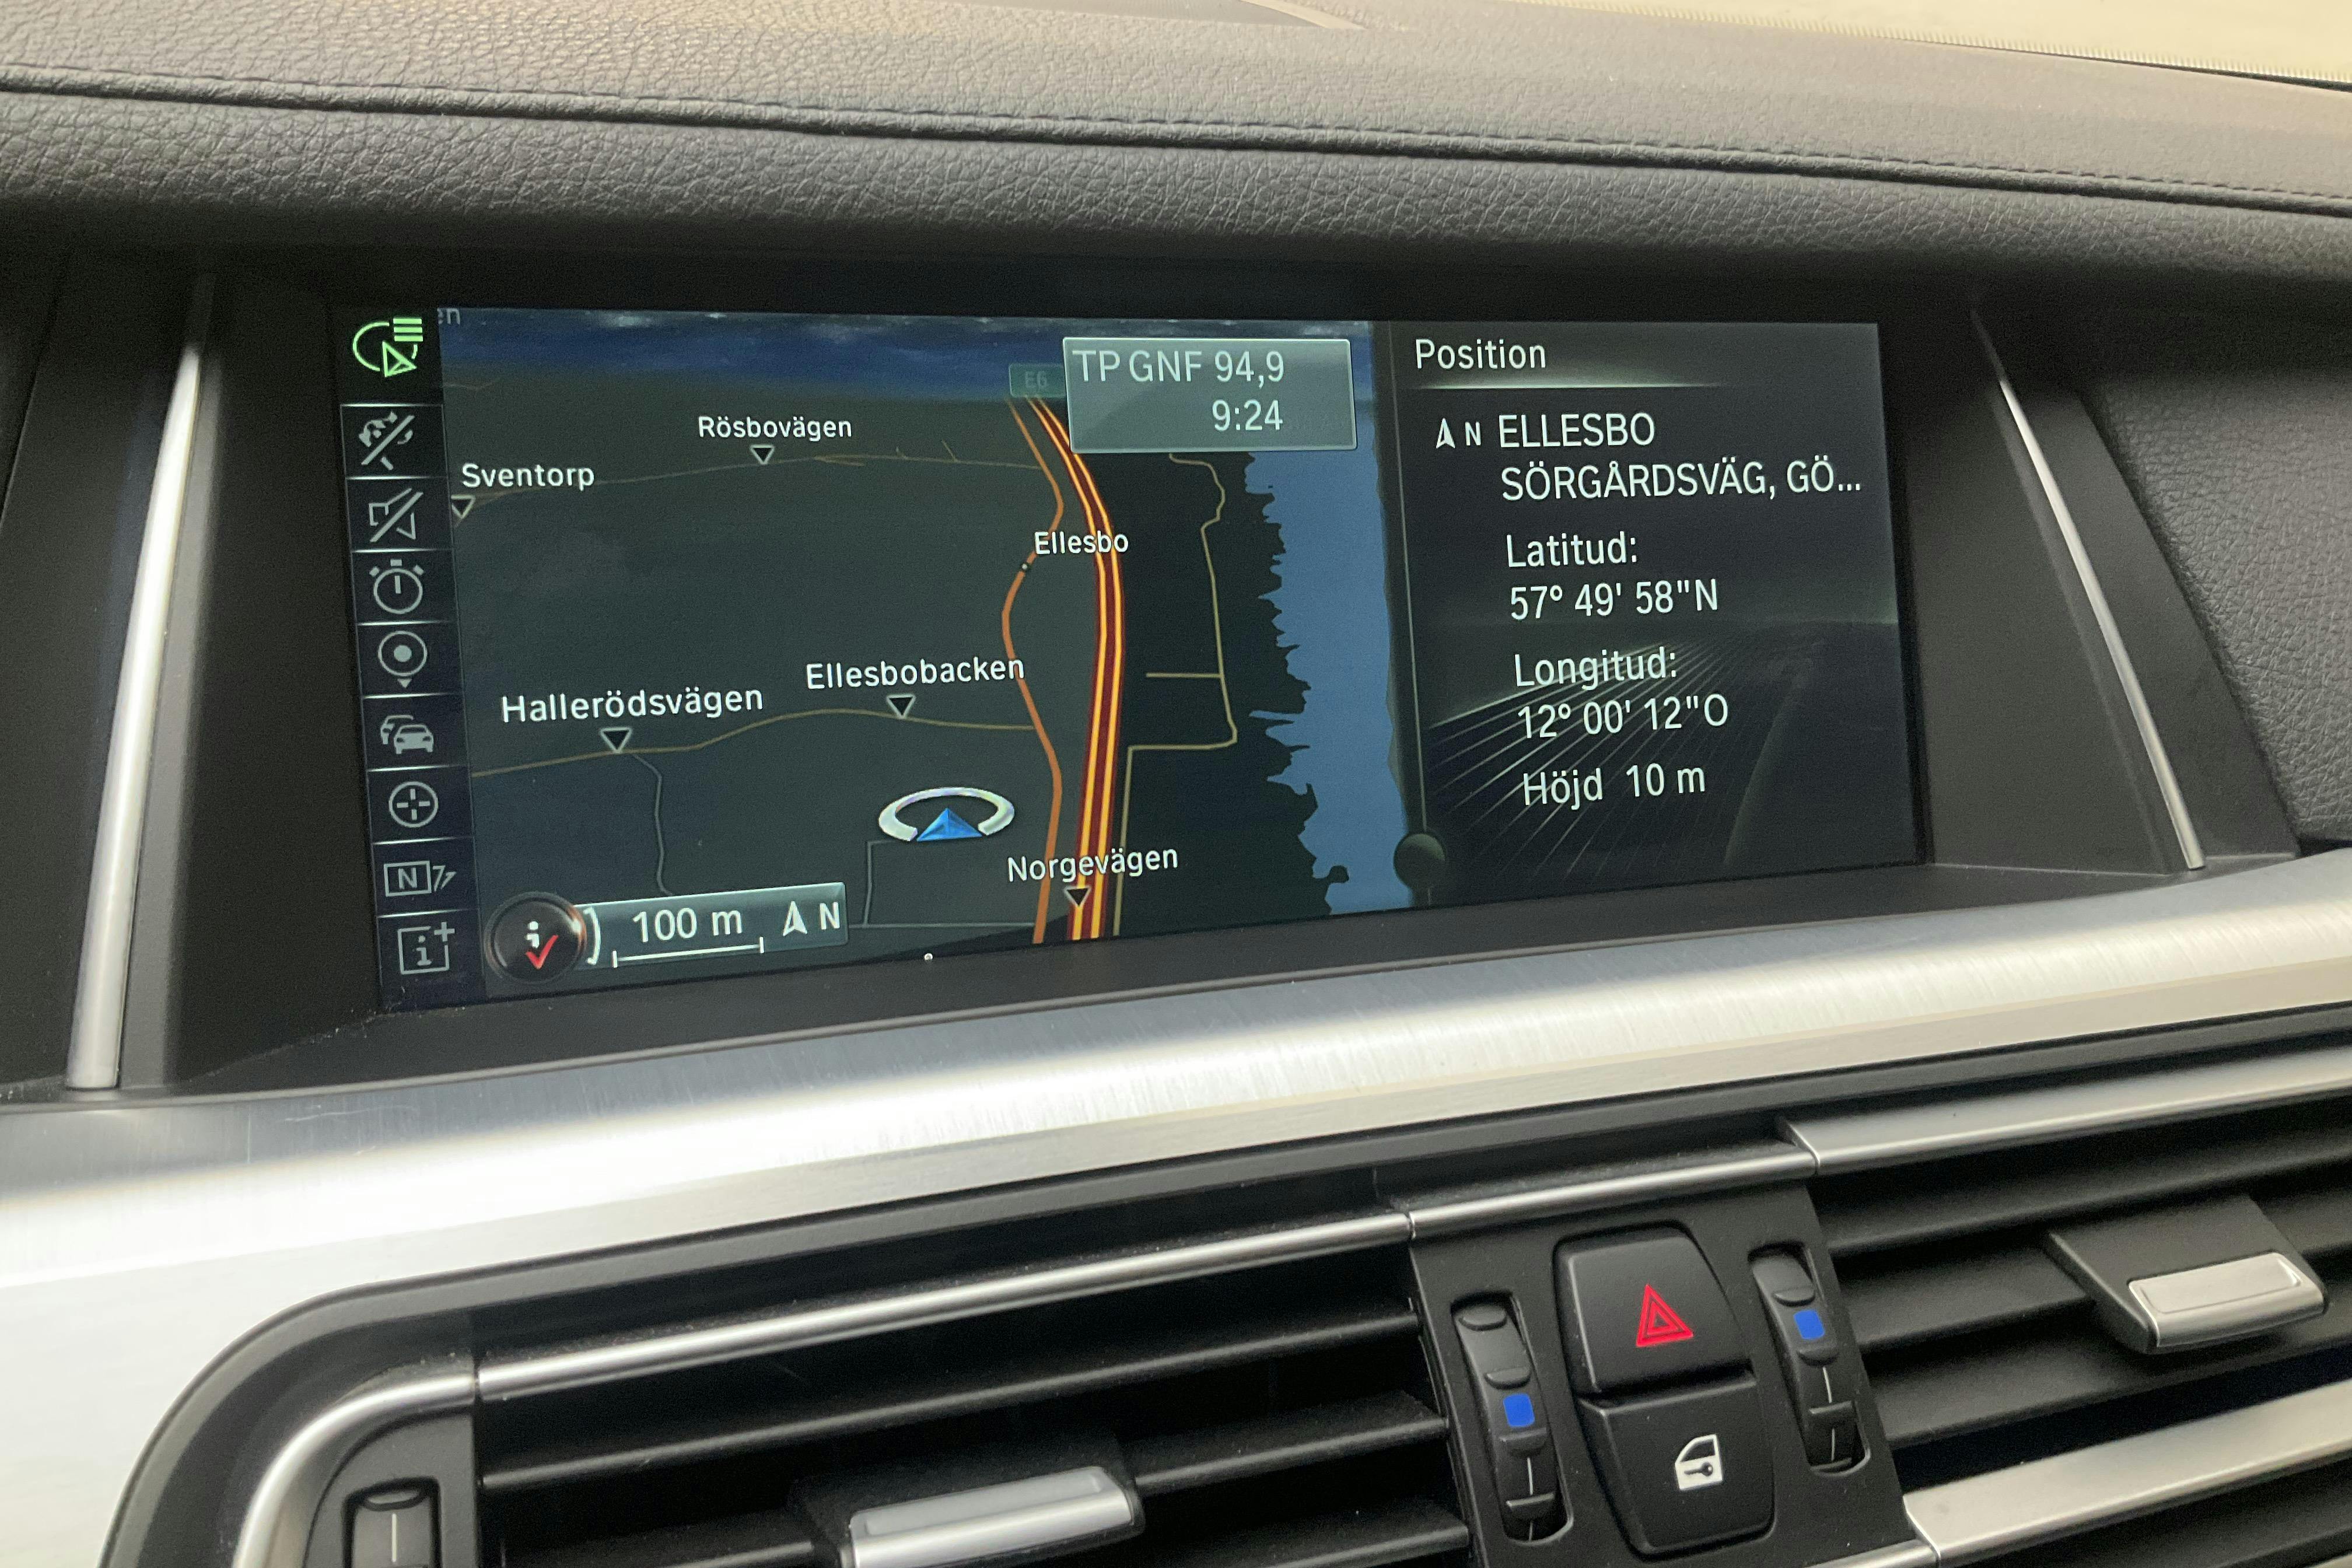 en
E6
TP GNF 94,9
9:24
Rösbovägen
Sventorp
Ellesbo
Ellesbobacken
Hallerödsvägen
Norgevägen
100 m
N
Position
N ELLESBO
SÖRGÅRDSVÄG, GÖ...
Latitud:
57° 49' 58"N
Longitud:
12° 00' 12"O
Höjd 10 m
N
i+
i